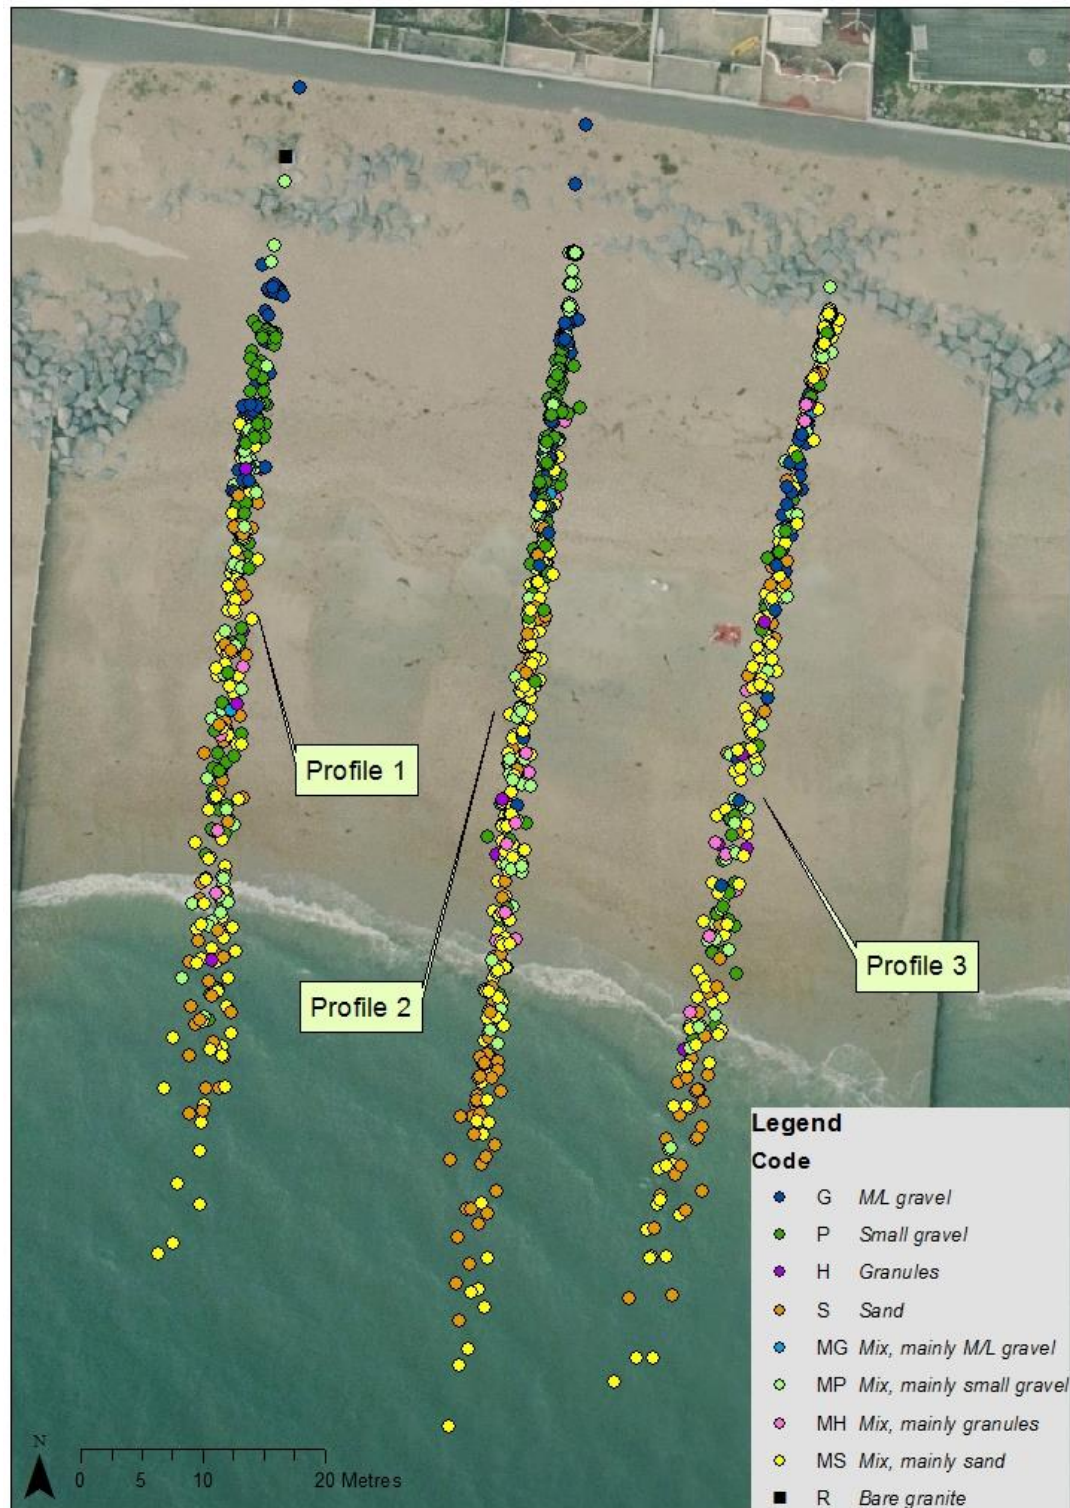 Profile 1
Profile 3
Profile 2
Legend
Code
G M/L gravel
P Small gravel
H Granules
S Sand
MG Mix, mainly M/L gravel
MP Mix, mainly small gravel
MH Mix, mainly granules
MS Mix, mainly sand
R Bare granite
N
0 5 10 20 Metres